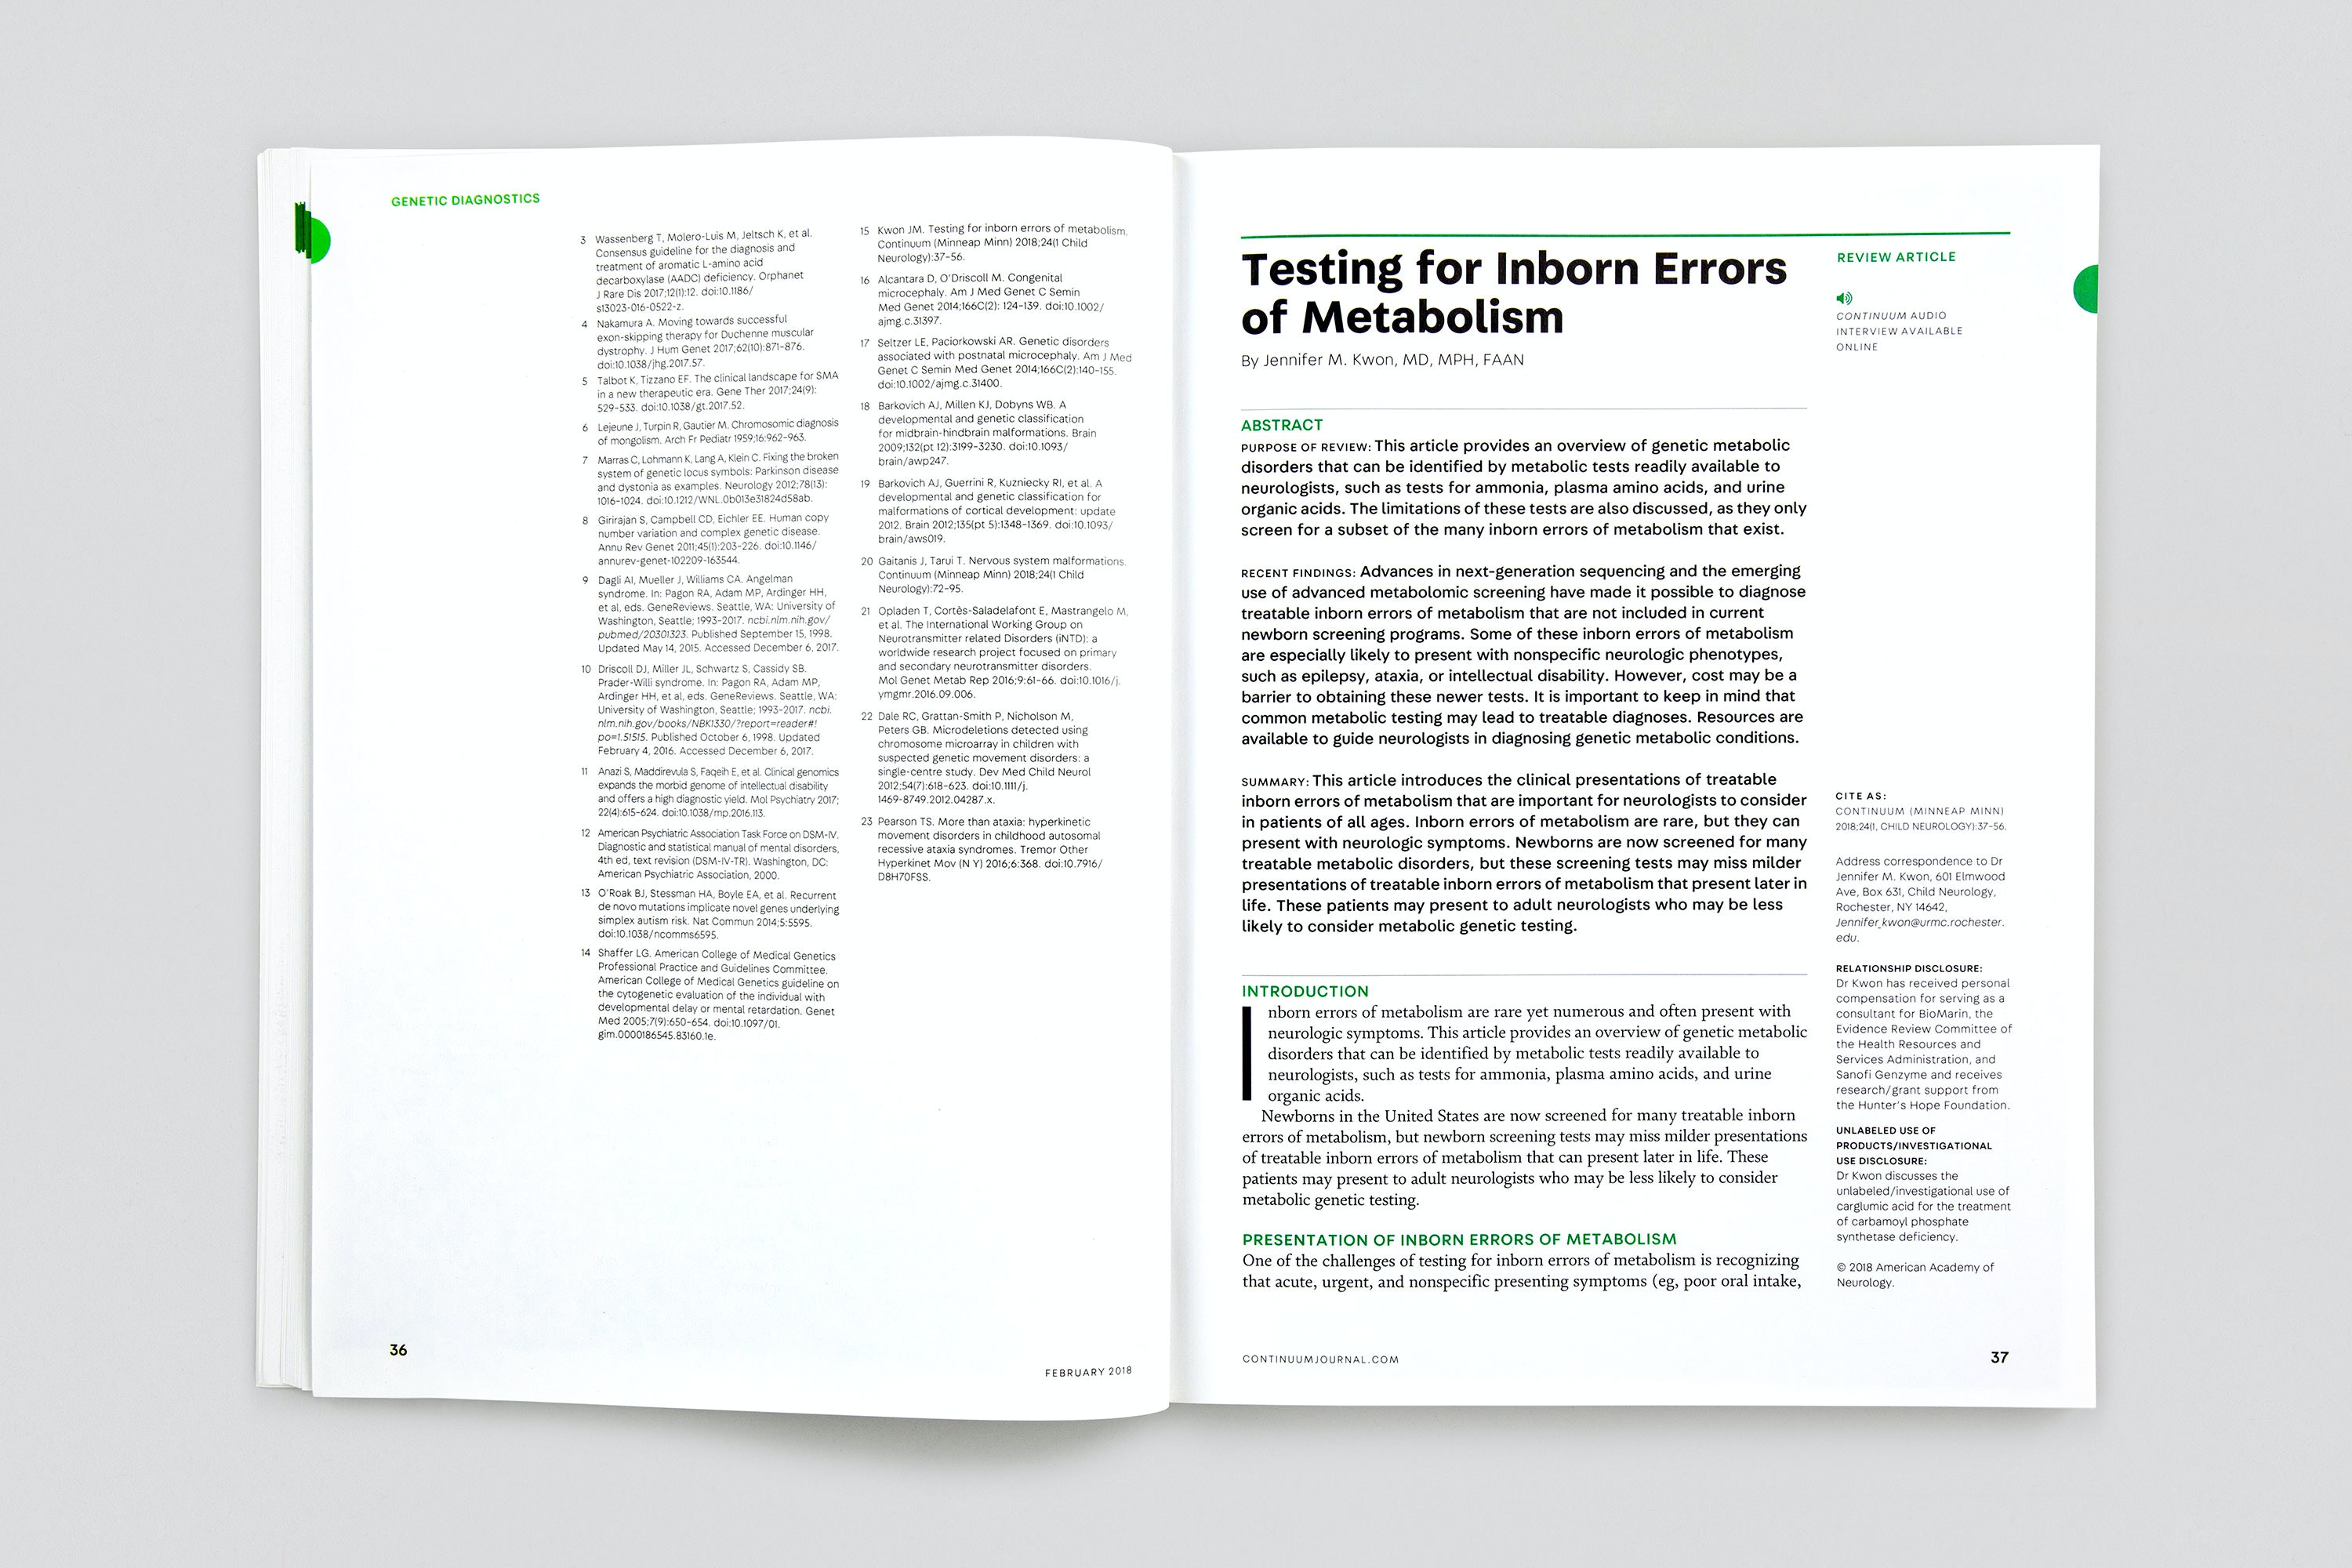 GENETIC DIAGNOSTICS
3 Wassenberg T, Molero-Luis M, Jeltsch K, et al.
Consensus guideline for the diagnosis and
treatment of aromatic L-amino acid
decarboxylase (AADC) deficiency. Orphanet
J Rare Dis 2017;12(1):12. doi:10.1186/
s13023-016-0522-z.
4 Nakamura A. Moving towards successful
exon-skipping therapy for Duchenne muscular
dystrophy. J Hum Genet 2017;62(10):871–876.
doi:10.1038/jhg.2017.57.
5 Talbot K, Tizzano EF. The clinical landscape for SMA
in a new therapeutic era. Gene Ther 2017;24(9):
529–533. doi:10.1038/gt.2017.52.
6 Lejeune J, Turpin R, Gautier M. Chromosomic diagnosis
of mongolism. Arch Fr Pediatr 1959;16:962–963.
7 Marras C, Lohmann K, Lang A, Klein C. Fixing the broken
system of genetic locus symbols: Parkinson disease
and dystonia as examples. Neurology 2012;78(13):
1016–1024. doi:10.1212/WNL.0b013e31824d58ab.
8 Girirajan S, Campbell CD, Eichler EE. Human copy
number variation and complex genetic disease.
Annu Rev Genet 2011;45(1):203–226. doi:10.1146/
annurev-genet-102209-163544.
9 Dagli AI, Mueller J, Williams CA. Angelman
syndrome. In: Pagon RA, Adam MP, Ardinger HH,
et al, eds. GeneReviews. Seattle, WA: University of
Washington, Seattle; 1993–2017. ncbi.nlm.nih.gov/
pubmed/20301323. Published September 15, 1998.
Updated May 14, 2015. Accessed December 6, 2017.
10 Driscoll DJ, Miller JL, Schwartz S, Cassidy SB.
Prader-Willi syndrome. In: Pagon RA, Adam MP,
Ardinger HH, et al, eds. GeneReviews. Seattle, WA:
University of Washington, Seattle; 1993–2017. ncbi.
nlm.nih.gov/books/NBK1330/?report=reader#!
po=1.51515. Published October 6, 1998. Updated
February 4, 2016. Accessed December 6, 2017.
11 Anazi S, Maddirevula S, Faqeih E, et al. Clinical genomics
expands the morbid genome of intellectual disability
and offers a high diagnostic yield. Mol Psychiatry 2017;
22(4):615–624. doi:10.1038/mp.2016.113.
12 American Psychiatric Association Task Force on DSM-IV.
Diagnostic and statistical manual of mental disorders,
4th ed, text revision (DSM-IV-TR). Washington, DC:
American Psychiatric Association, 2000.
13 O'Roak BJ, Stessman HA, Boyle EA, et al. Recurrent
de novo mutations implicate novel genes underlying
simplex autism risk. Nat Commun 2014;5:5595.
doi:10.1038/ncomms6595.
14 Shaffer LG. American College of Medical Genetics
Professional Practice and Guidelines Committee.
American College of Medical Genetics guideline on
the cytogenetic evaluation of the individual with
developmental delay or mental retardation. Genet
Med 2005;7(9):650–654. doi:10.1097/01.
gim.0000186545.83160.1e.
15 Kwon JM. Testing for inborn errors of metabolism.
Continuum (Minneap Minn) 2018;24(1 Child
Neurology):37–56.
16 Alcantara D, O'Driscoll M. Congenital
microcephaly. Am J Med Genet C Semin
Med Genet 2014;166C(2): 124–139. doi:10.1002/
ajmg.c.31397.
17 Seltzer LE, Paciorkowski AR. Genetic disorders
associated with postnatal microcephaly. Am J Med
Genet C Semin Med Genet 2014;166C(2):140–155.
doi:10.1002/ajmg.c.31400.
18 Barkovich AJ, Millen KJ, Dobyns WB. A
developmental and genetic classification
for midbrain-hindbrain malformations. Brain
2009;132(pt 12):3199–3230. doi:10.1093/
brain/awp247.
19 Barkovich AJ, Guerrini R, Kuzniecky RI, et al. A
developmental and genetic classification for
malformations of cortical development: update
2012. Brain 2012;135(pt 5):1348–1369. doi:10.1093/
brain/aws019.
20 Gaitanis J, Tarui T. Nervous system malformations.
Continuum (Minneap Minn) 2018;24(1 Child
Neurology):72–95.
21 Opladen T, Cortès-Saladelafont E, Mastrangelo M,
et al. The International Working Group on
Neurotransmitter related Disorders (iNTD): a
worldwide research project focused on primary
and secondary neurotransmitter disorders.
Mol Genet Metab Rep 2016;9:61–66. doi:10.1016/j.
ymgmr.2016.09.006.
22 Dale RC, Grattan-Smith P, Nicholson M,
Peters GB. Microdeletions detected using
chromosome microarray in children with
suspected genetic movement disorders: a
single-centre study. Dev Med Child Neurol
2012;54(7):618–623. doi:10.1111/j.
1469-8749.2012.04287.x.
23 Pearson TS. More than ataxia: hyperkinetic
movement disorders in childhood autosomal
recessive ataxia syndromes. Tremor Other
Hyperkinet Mov (N Y) 2016;6:368. doi:10.7916/
D8H70FSS.
36
FEBRUARY 2018
Testing for Inborn Errors
of Metabolism
By Jennifer M. Kwon, MD, MPH, FAAN
ABSTRACT
PURPOSE OF REVIEW: This article provides an overview of genetic metabolic
disorders that can be identified by metabolic tests readily available to
neurologists, such as tests for ammonia, plasma amino acids, and urine
organic acids. The limitations of these tests are also discussed, as they only
screen for a subset of the many inborn errors of metabolism that exist.
RECENT FINDINGS: Advances in next-generation sequencing and the emerging
use of advanced metabolomic screening have made it possible to diagnose
treatable inborn errors of metabolism that are not included in current
newborn screening programs. Some of these inborn errors of metabolism
are especially likely to present with nonspecific neurologic phenotypes,
such as epilepsy, ataxia, or intellectual disability. However, cost may be a
barrier to obtaining these newer tests. It is important to keep in mind that
common metabolic testing may lead to treatable diagnoses. Resources are
available to guide neurologists in diagnosing genetic metabolic conditions.
SUMMARY: This article introduces the clinical presentations of treatable
inborn errors of metabolism that are important for neurologists to consider
in patients of all ages. Inborn errors of metabolism are rare, but they can
present with neurologic symptoms. Newborns are now screened for many
treatable metabolic disorders, but these screening tests may miss milder
presentations of treatable inborn errors of metabolism that present later in
life. These patients may present to adult neurologists who may be less
likely to consider metabolic genetic testing.
INTRODUCTION
Inborn errors of metabolism are rare yet numerous and often present with
neurologic symptoms. This article provides an overview of genetic metabolic
disorders that can be identified by metabolic tests readily available to
neurologists, such as tests for ammonia, plasma amino acids, and urine
organic acids.
Newborns in the United States are now screened for many treatable inborn
errors of metabolism, but newborn screening tests may miss milder presentations
of treatable inborn errors of metabolism that can present later in life. These
patients may present to adult neurologists who may be less likely to consider
metabolic genetic testing.
PRESENTATION OF INBORN ERRORS OF METABOLISM
One of the challenges of testing for inborn errors of metabolism is recognizing
that acute, urgent, and nonspecific presenting symptoms (eg, poor oral intake,
REVIEW ARTICLE
CONTINUUM AUDIO
INTERVIEW AVAILABLE
ONLINE
CITE AS:
CONTINUUM (MINNEAP MINN)
2018;24(1, CHILD NEUROLOGY):37–56.
Address correspondence to Dr
Jennifer M. Kwon, 601 Elmwood
Ave, Box 631, Child Neurology,
Rochester, NY 14642,
Jennifer_kwon@urmc.rochester.
edu.
RELATIONSHIP DISCLOSURE:
Dr Kwon has received personal
compensation for serving as a
consultant for BioMarin, the
Evidence Review Committee of
the Health Resources and
Services Administration, and
Sanofi Genzyme and receives
research/grant support from
the Hunter's Hope Foundation.
UNLABELED USE OF
PRODUCTS/INVESTIGATIONAL
USE DISCLOSURE:
Dr Kwon discusses the
unlabeled/investigational use of
carglumic acid for the treatment
of carbamoyl phosphate
synthetase deficiency.
© 2018 American Academy of
Neurology.
CONTINUUMJOURNAL.COM
37